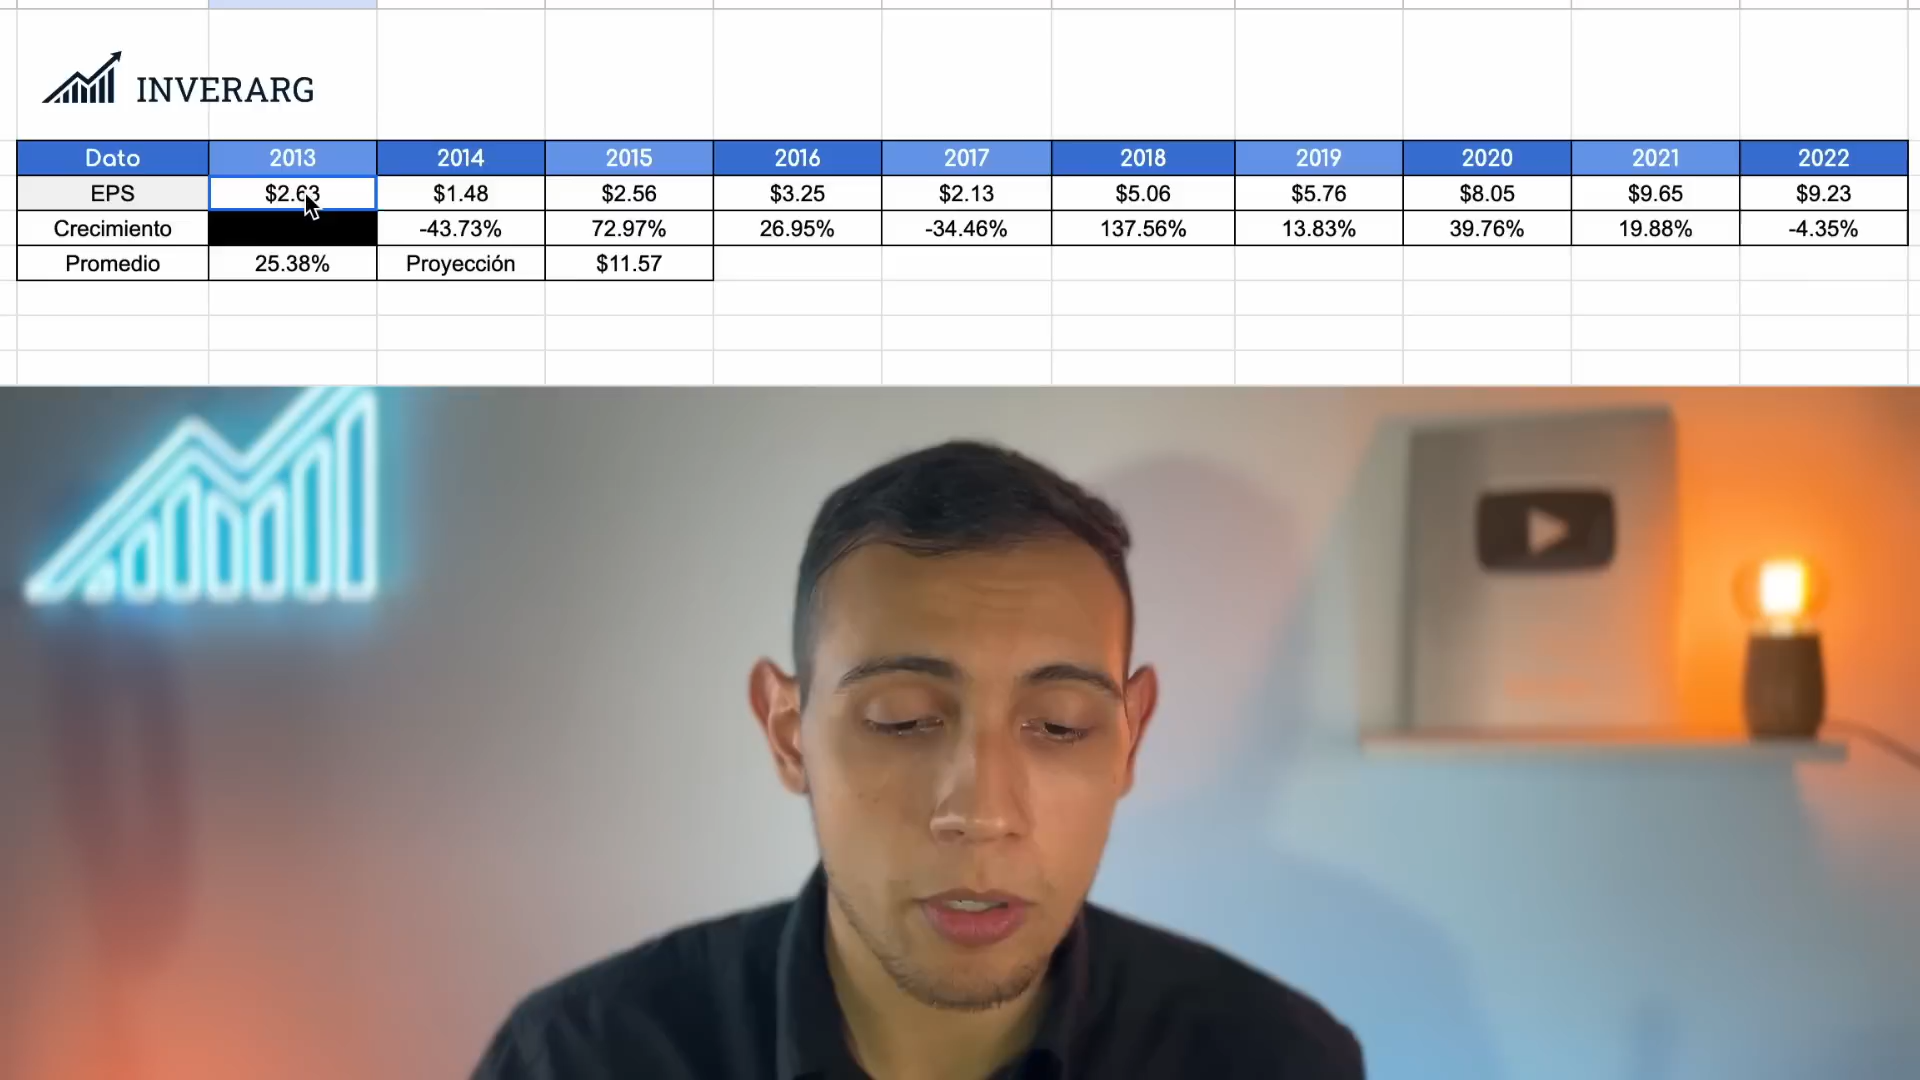 INVERARG
Dato 2013 2014 2015 2016 2017 2018 2019 2020 2021 2022
EPS $2.63 $1.48 $2.56 $3.25 $2.13 $5.06 $5.76 $8.05 $9.65 $9.23
Crecimiento -43.73% 72.97% 26.95% -34.46% 137.56% 13.83% 39.76% 19.88% -4.35%
Promedio 25.38% Proyección $11.57